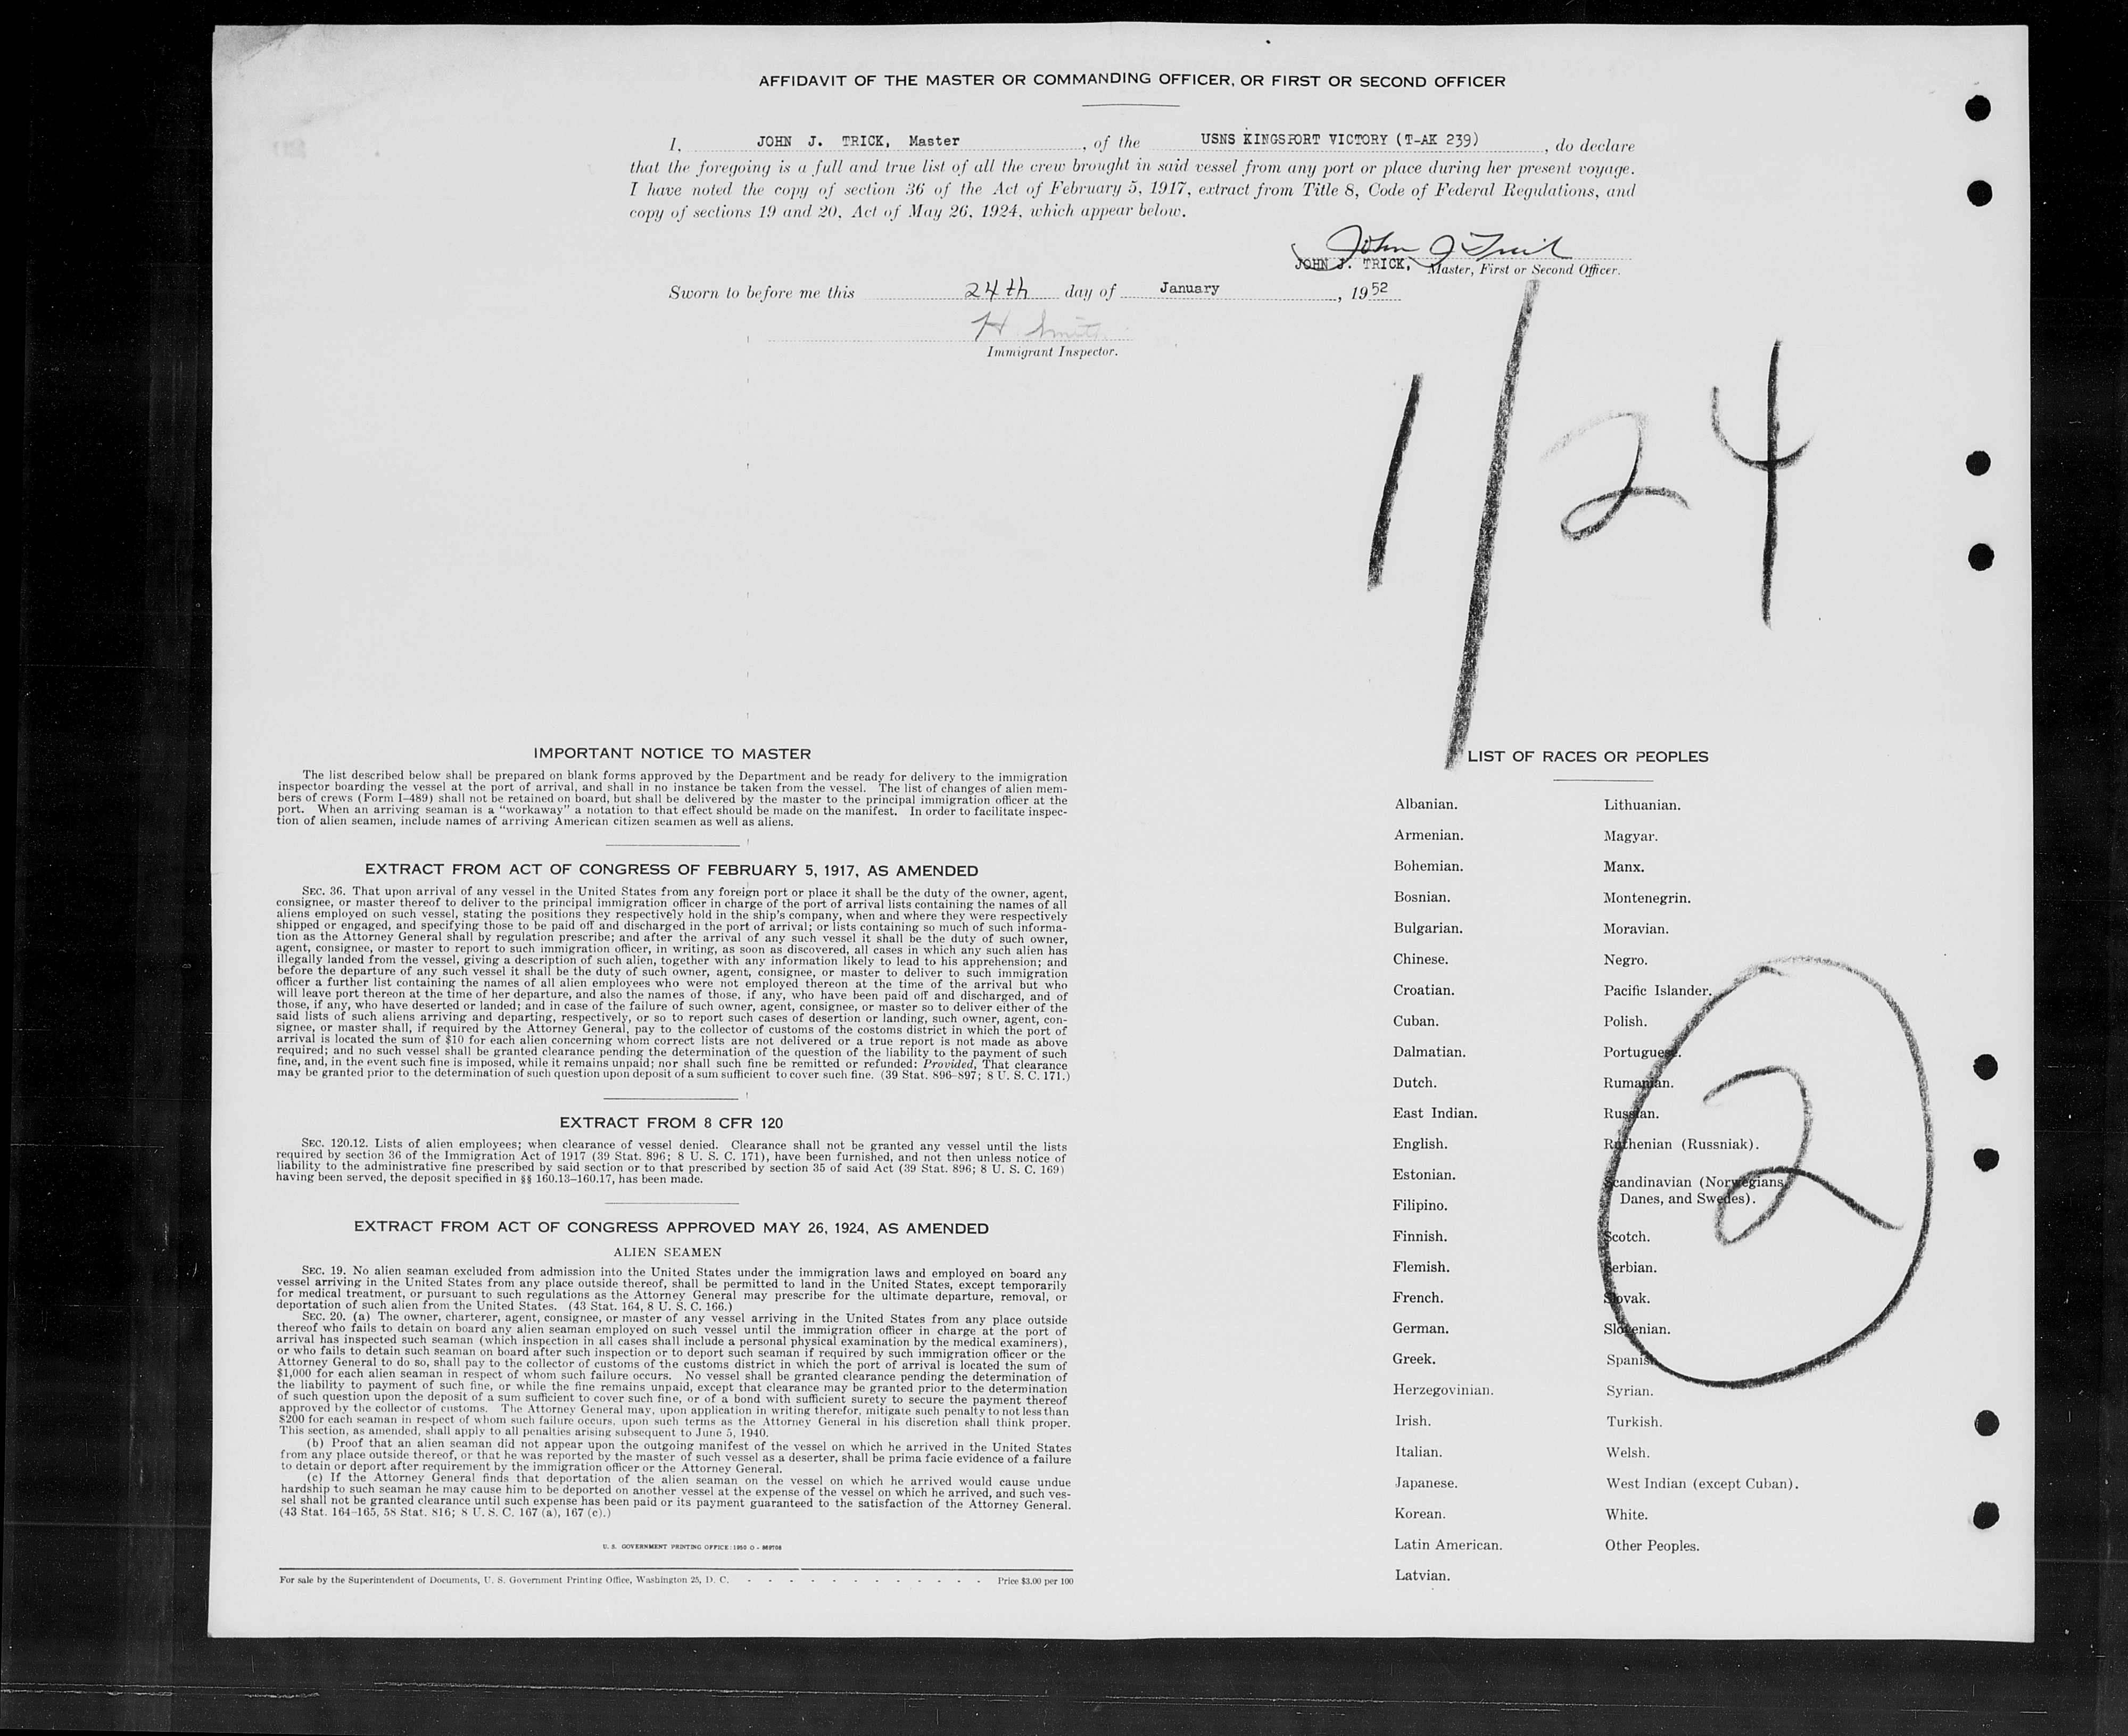 AFFIDAVIT OF THE MASTER OR COMMANDING OFFICER, OR FIRST OR SECOND OFFICER
I, JOHN J. TRICK, Master, of the USNS KINGSPORT VICTORY (T-AK 239), do declare
that the foregoing is a full and true list of all the crew brought in said vessel from any port or place during her present voyage.
I have noted the copy of section 36 of the Act of February 5, 1917, extract from Title 8, Code of Federal Regulations, and
copy of sections 19 and 20, Act of May 26, 1924, which appear below.
John J Trick
JOHN J. TRICK, Master, First or Second Officer.
Sworn to before me this 24th day of January, 1952
H. Smith
Immigrant Inspector.
1/24
IMPORTANT NOTICE TO MASTER
The list described below shall be prepared on blank forms approved by the Department and be ready for delivery to the immigration
inspector boarding the vessel at the port of arrival, and shall in no instance be taken from the vessel. The list of changes of alien mem-
bers of crews (Form I–489) shall not be retained on board, but shall be delivered by the master to the principal immigration officer at the
port. When an arriving seaman is a “workaway” a notation to that effect should be made on the manifest. In order to facilitate inspec-
tion of alien seamen, include names of arriving American citizen seamen as well as aliens.
EXTRACT FROM ACT OF CONGRESS OF FEBRUARY 5, 1917, AS AMENDED
SEC. 36. That upon arrival of any vessel in the United States from any foreign port or place it shall be the duty of the owner, agent,
consignee, or master thereof to deliver to the principal immigration officer in charge of the port of arrival lists containing the names of all
aliens employed on such vessel, stating the positions they respectively hold in the ship's company, when and where they were respectively
shipped or engaged, and specifying those to be paid off and discharged in the port of arrival; or lists containing so much of such informa-
tion as the Attorney General shall by regulation prescribe; and after the arrival of any such vessel it shall be the duty of such owner,
agent, consignee, or master to report to such immigration officer, in writing, as soon as discovered, all cases in which any such alien has
illegally landed from the vessel, giving a description of such alien, together with any information likely to lead to his apprehension; and
before the departure of any such vessel it shall be the duty of such owner, agent, consignee, or master to deliver to such immigration
officer a further list containing the names of all alien employees who were not employed thereon at the time of the arrival but who
will leave port thereon at the time of her departure, and also the names of those, if any, who have been paid off and discharged, and of
those, if any, who have deserted or landed; and in case of the failure of such owner, agent, consignee, or master so to deliver either of the
said lists of such aliens arriving and departing, respectively, or so to report such cases of desertion or landing, such owner, agent, con-
signee, or master shall, if required by the Attorney General, pay to the collector of customs of the costoms district in which the port of
arrival is located the sum of $10 for each alien concerning whom correct lists are not delivered or a true report is not made as above
required; and no such vessel shall be granted clearance pending the determination of the question of the liability to the payment of such
fine, and, in the event such fine is imposed, while it remains unpaid; nor shall such fine be remitted or refunded: Provided, That clearance
may be granted prior to the determination of such question upon deposit of a sum sufficient to cover such fine. (39 Stat. 896–897; 8 U. S. C. 171.)
EXTRACT FROM 8 CFR 120
SEC. 120.12. Lists of alien employees; when clearance of vessel denied. Clearance shall not be granted any vessel until the lists
required by section 36 of the Immigration Act of 1917 (39 Stat. 896; 8 U. S. C. 171), have been furnished, and not then unless notice of
liability to the administrative fine prescribed by said section or to that prescribed by section 35 of said Act (39 Stat. 896; 8 U. S. C. 169)
having been served, the deposit specified in §§ 160.13–160.17, has been made.
EXTRACT FROM ACT OF CONGRESS APPROVED MAY 26, 1924, AS AMENDED
ALIEN SEAMEN
SEC. 19. No alien seaman excluded from admission into the United States under the immigration laws and employed on board any
vessel arriving in the United States from any place outside thereof, shall be permitted to land in the United States, except temporarily
for medical treatment, or pursuant to such regulations as the Attorney General may prescribe for the ultimate departure, removal, or
deportation of such alien from the United States. (43 Stat. 164, 8 U. S. C. 166.)
SEC. 20. (a) The owner, charterer, agent, consignee, or master of any vessel arriving in the United States from any place outside
thereof who fails to detain on board any alien seaman employed on such vessel until the immigration officer in charge at the port of
arrival has inspected such seaman (which inspection in all cases shall include a personal physical examination by the medical examiners),
or who fails to detain such seaman on board after such inspection or to deport such seaman if required by such immigration officer or the
Attorney General to do so, shall pay to the collector of customs of the customs district in which the port of arrival is located the sum of
$1,000 for each alien seaman in respect of whom such failure occurs. No vessel shall be granted clearance pending the determination of
the liability to payment of such fine, or while the fine remains unpaid, except that clearance may be granted prior to the determination
of such question upon the deposit of a sum sufficient to cover such fine, or of a bond with sufficient surety to secure the payment thereof
approved by the collector of customs. The Attorney General may, upon application in writing therefor, mitigate such penalty to not less than
$200 for each seaman in respect of whom such failure occurs, upon such terms as the Attorney General in his discretion shall think proper.
This section, as amended, shall apply to all penalties arising subsequent to June 5, 1940.
(b) Proof that an alien seaman did not appear upon the outgoing manifest of the vessel on which he arrived in the United States
from any place outside thereof, or that he was reported by the master of such vessel as a deserter, shall be prima facie evidence of a failure
to detain or deport after requirement by the immigration officer or the Attorney General.
(c) If the Attorney General finds that deportation of the alien seaman on the vessel on which he arrived would cause undue
hardship to such seaman he may cause him to be deported on another vessel at the expense of the vessel on which he arrived, and such ves-
sel shall not be granted clearance until such expense has been paid or its payment guaranteed to the satisfaction of the Attorney General.
(43 Stat. 164–165, 58 Stat. 816; 8 U. S. C. 167 (a), 167 (c).)
U. S. GOVERNMENT PRINTING OFFICE: 1950 O - 869708
For sale by the Superintendent of Documents, U. S. Government Printing Office, Washington 25, D. C. - - - - - - - - - - - - Price $3.00 per 100
LIST OF RACES OR PEOPLES
Albanian.
Armenian.
Bohemian.
Bosnian.
Bulgarian.
Chinese.
Croatian.
Cuban.
Dalmatian.
Dutch.
East Indian.
English.
Estonian.
Filipino.
Finnish.
Flemish.
French.
German.
Greek.
Herzegovinian.
Irish.
Italian.
Japanese.
Korean.
Latin American.
Latvian.
Lithuanian.
Magyar.
Manx.
Montenegrin.
Moravian.
Negro.
Pacific Islander.
Polish.
Portuguese.
Rumanian.
Russian.
Ruthenian (Russniak).
Scandinavian (Norwegians,
Danes, and Swedes).
Scotch.
Serbian.
Slovak.
Slovenian.
Spanish.
Syrian.
Turkish.
Welsh.
West Indian (except Cuban).
White.
Other Peoples.
2